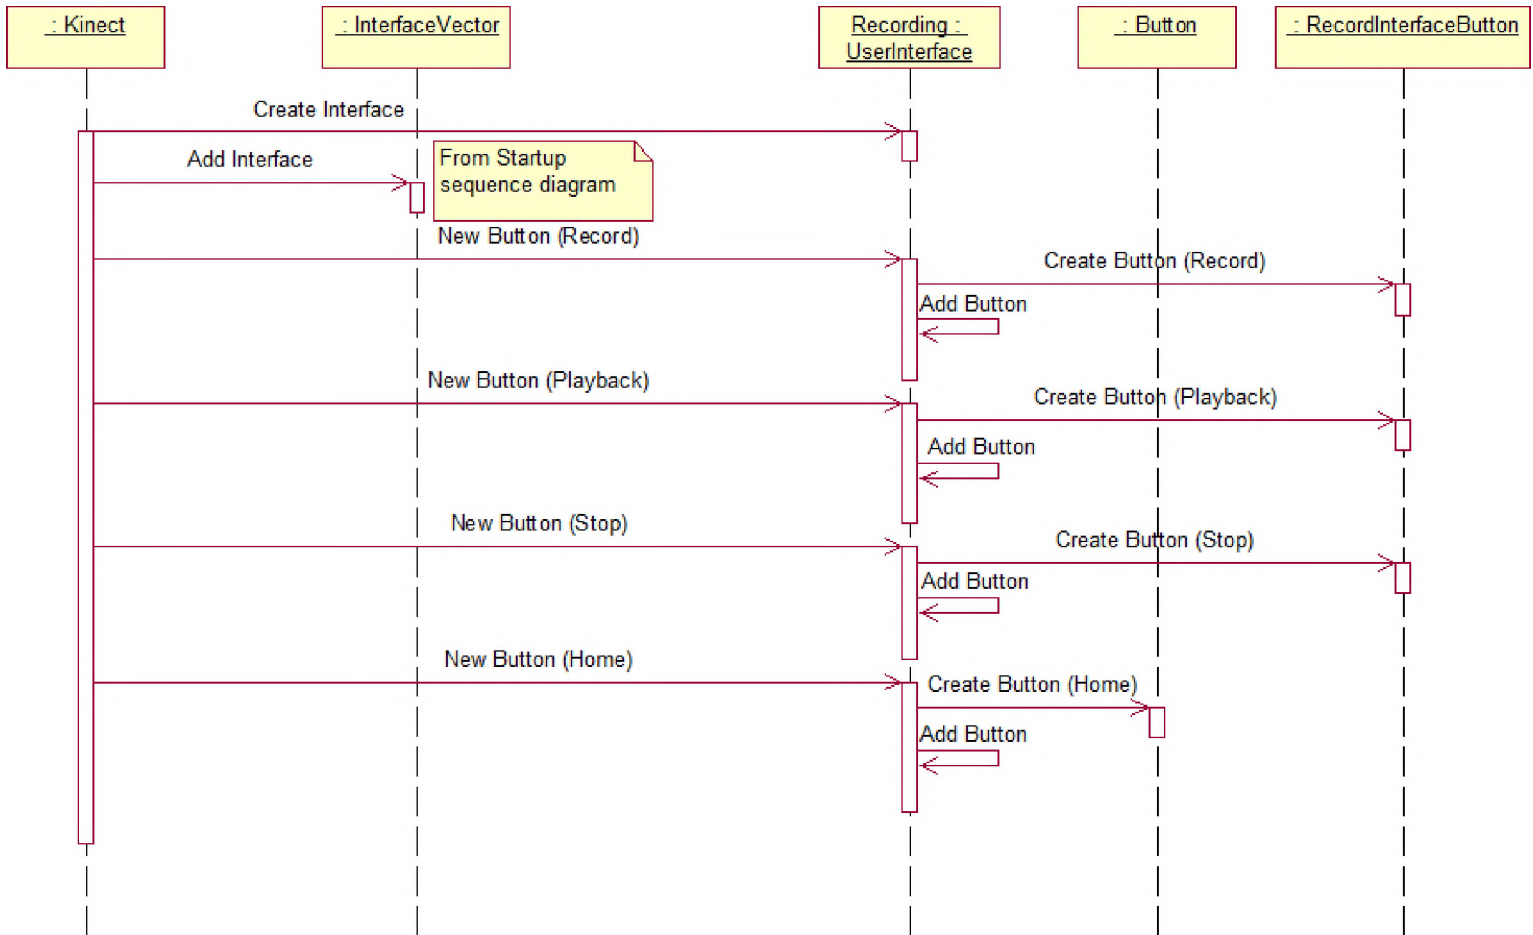 : Kinect
: InterfaceVector
Recording :
UserInterface
: Button
: RecordInterfaceButton
Create Interface
Add Interface
From Startup
sequence diagram
New Button (Record)
Create Button (Record)
Add Button
New Button (Playback)
Create Button (Playback)
Add Button
New Button (Stop)
Create Button (Stop)
Add Button
New Button (Home)
Create Button (Home)
Add Button